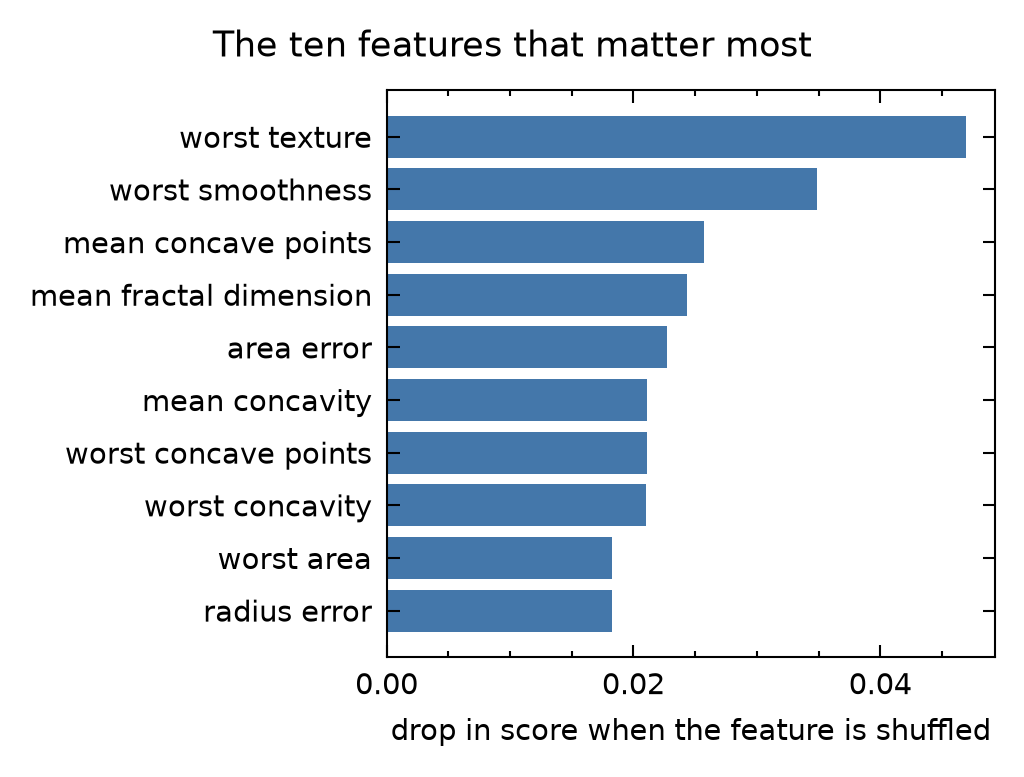 The ten features that matter most
worst texture
worst smoothness
mean concave points
mean fractal dimension
area error
mean concavity
worst concave points
worst concavity
worst area
radius error
0.00 0.02 0.04
drop in score when the feature is shuffled